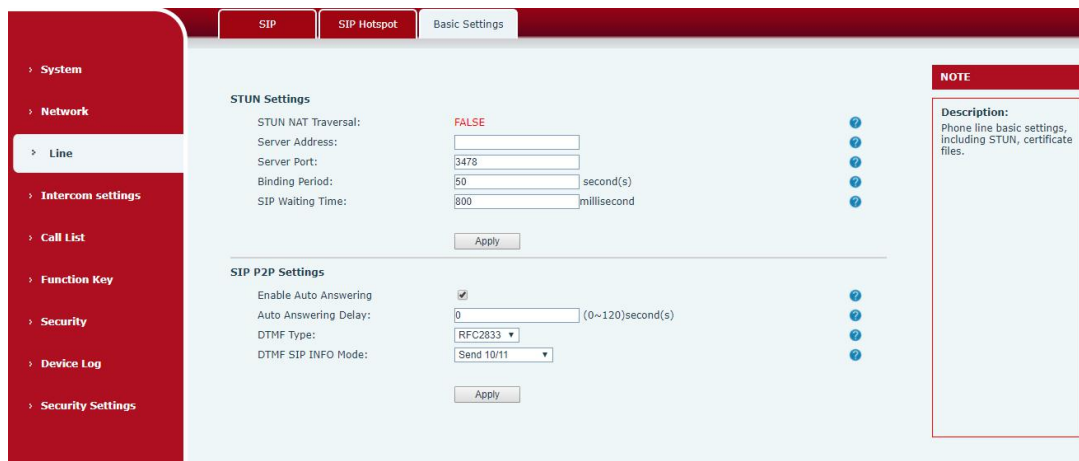 SIP
SIP Hotspot
Basic Settings
› System
› Network
› Line
› Intercom settings
› Call List
› Function Key
› Security
› Device Log
› Security Settings
STUN Settings
STUN NAT Traversal: FALSE ?
Server Address: ?
Server Port: 3478 ?
Binding Period: 50 second(s) ?
SIP Waiting Time: 800 millisecond ?
Apply
SIP P2P Settings
Enable Auto Answering ?
Auto Answering Delay: 0 (0~120)second(s) ?
DTMF Type: RFC2833 ?
DTMF SIP INFO Mode: Send 10/11 ?
Apply
NOTE
Description:
Phone line basic settings,
including STUN, certificate
files.